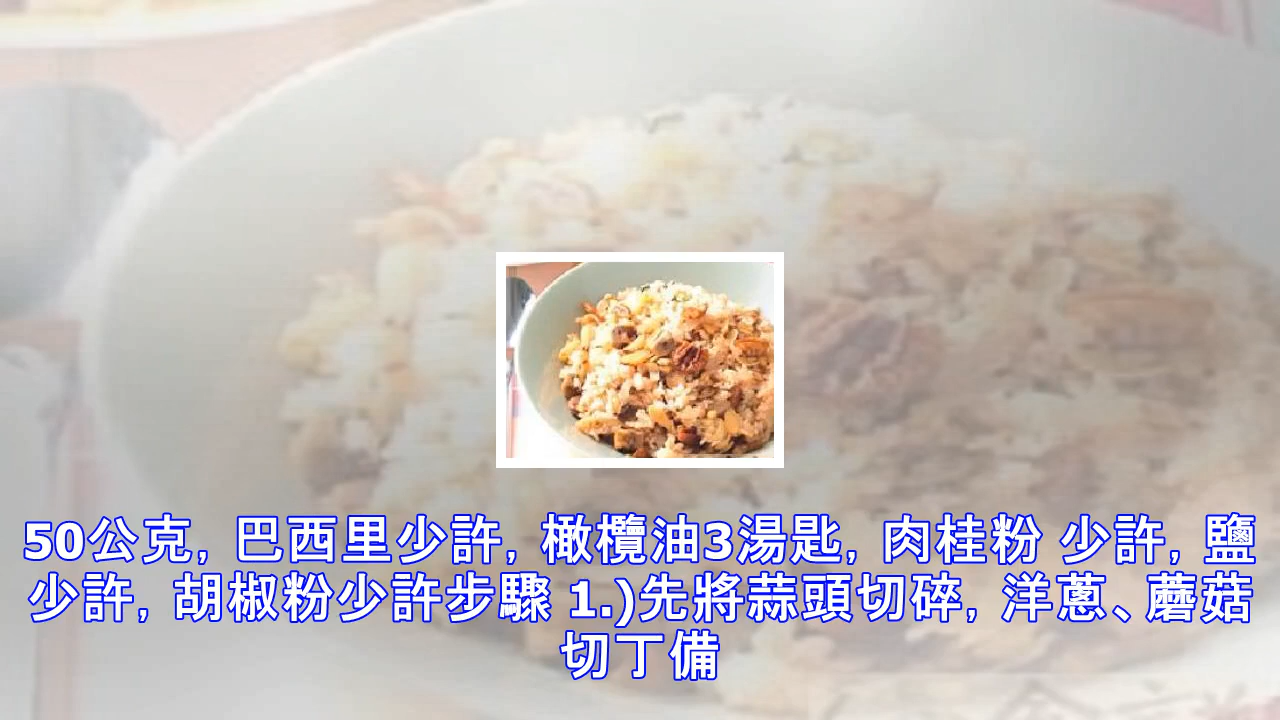 50公克, 巴西里少許, 橄欖油3湯匙, 肉桂粉 少許, 鹽
少許, 胡椒粉少許步驟 1.)先將蒜頭切碎, 洋蔥、蘑菇
切丁備